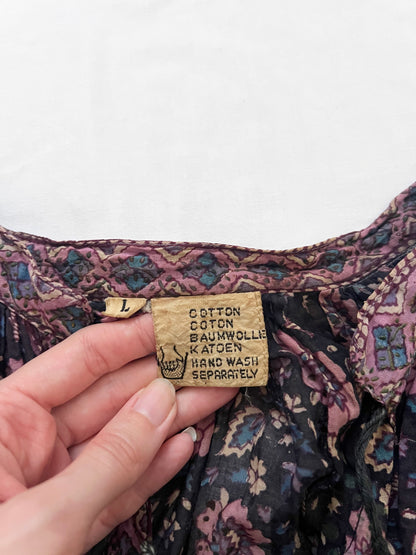 L
COTTON
COTON
BAUMWOLLE
KATOEN
HAND WASH
SEPARATELY